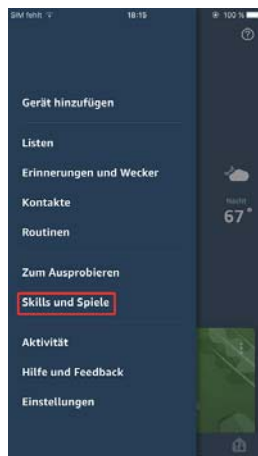 SIM fehlt 18:15 100 %
Gerät hinzufügen
Listen
Erinnerungen und Wecker
Kontakte
Routinen
Nacht
67°
Zum Ausprobieren
Skills und Spiele
Aktivität
Hilfe und Feedback
Einstellungen